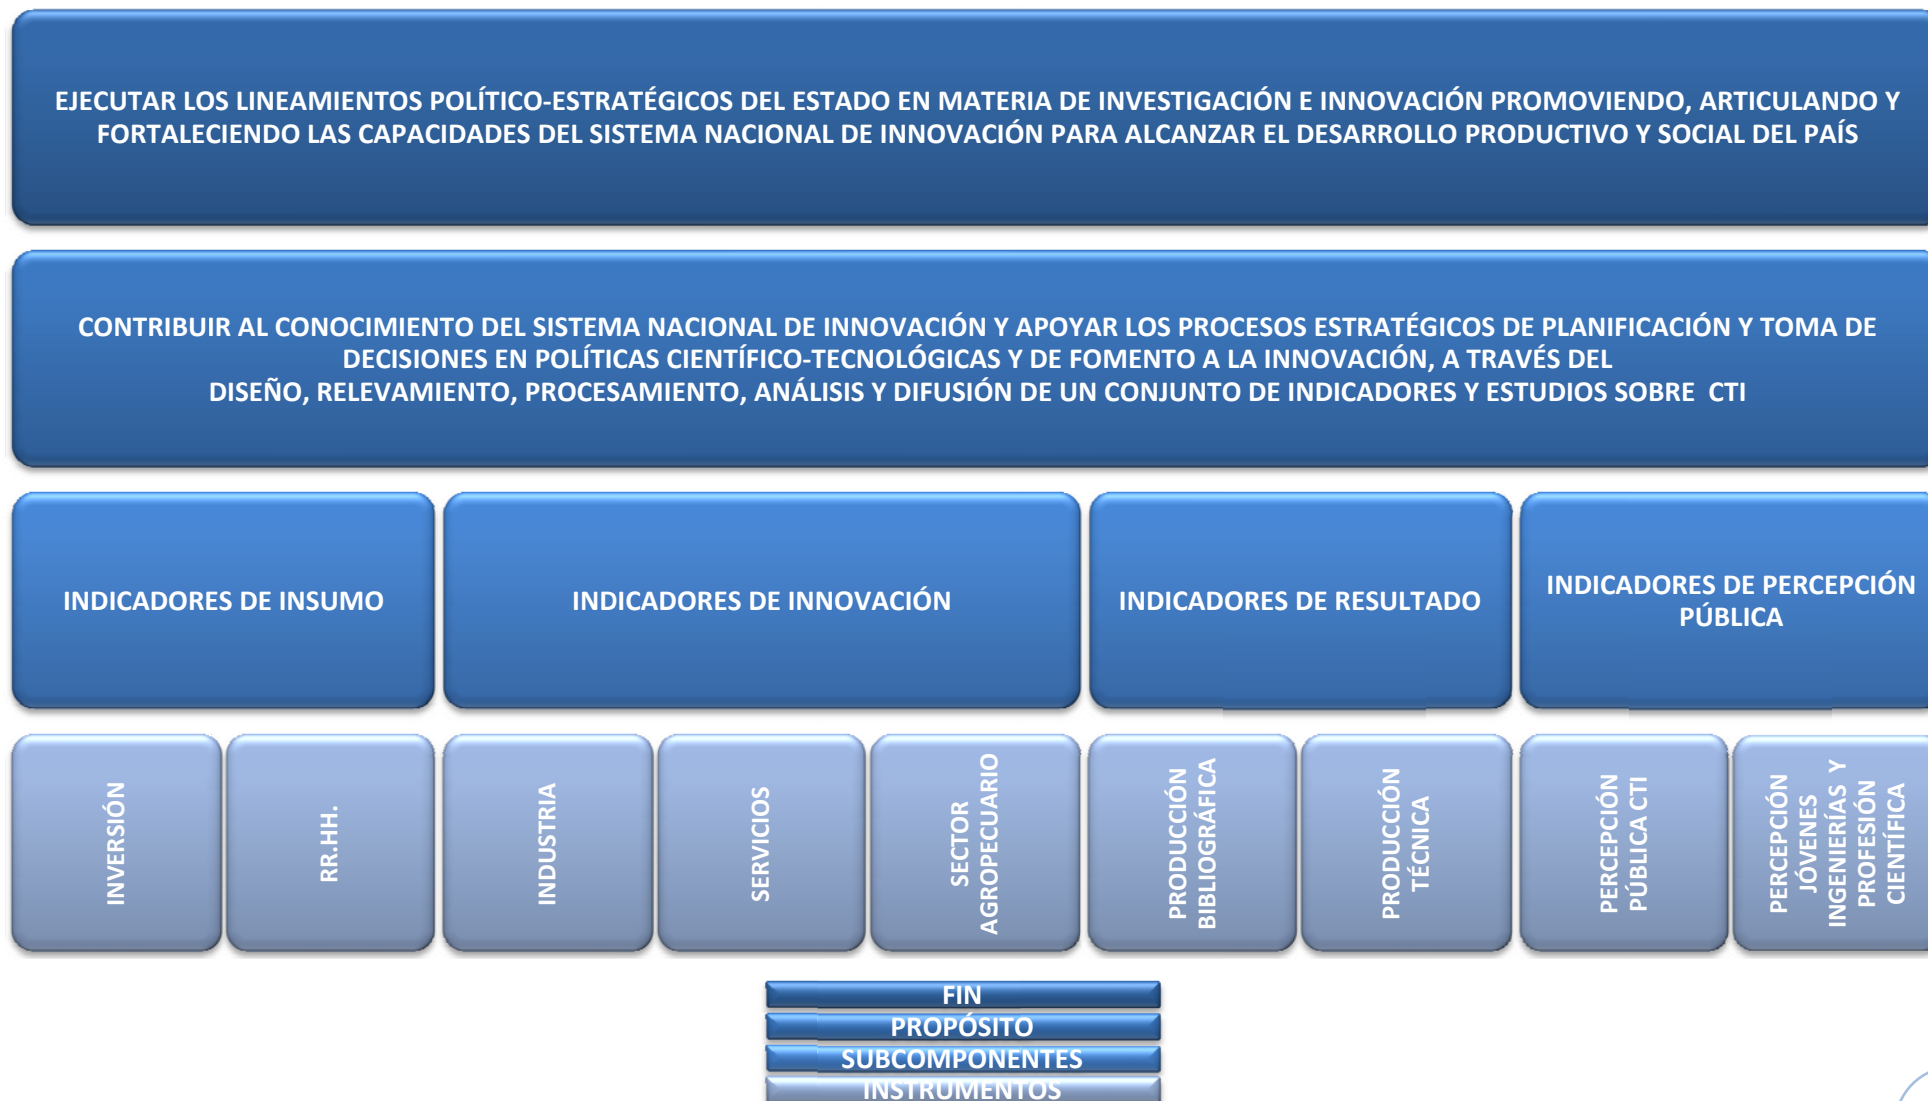 EJECUTAR LOS LINEAMIENTOS POLÍTICO-ESTRATÉGICOS DEL ESTADO EN MATERIA DE INVESTIGACIÓN E INNOVACIÓN PROMOVIENDO, ARTICULANDO Y
FORTALECIENDO LAS CAPACIDADES DEL SISTEMA NACIONAL DE INNOVACIÓN PARA ALCANZAR EL DESARROLLO PRODUCTIVO Y SOCIAL DEL PAÍS
CONTRIBUIR AL CONOCIMIENTO DEL SISTEMA NACIONAL DE INNOVACIÓN Y APOYAR LOS PROCESOS ESTRATÉGICOS DE PLANIFICACIÓN Y TOMA DE
DECISIONES EN POLÍTICAS CIENTÍFICO-TECNOLÓGICAS Y DE FOMENTO A LA INNOVACIÓN, A TRAVÉS DEL
DISEÑO, RELEVAMIENTO, PROCESAMIENTO, ANÁLISIS Y DIFUSIÓN DE UN CONJUNTO DE INDICADORES Y ESTUDIOS SOBRE CTI
INDICADORES DE INSUMO
INDICADORES DE INNOVACIÓN
INDICADORES DE RESULTADO
INDICADORES DE PERCEPCIÓN
PÚBLICA
INVERSIÓN
RR.HH.
INDUSTRIA
SERVICIOS
SECTOR
AGROPECUARIO
PRODUCCIÓN
BIBLIOGRÁFICA
PRODUCCIÓN
TÉCNICA
PERCEPCIÓN
PÚBLICA CTI
PERCEPCIÓN
JÓVENES
INGENIERÍAS Y
PROFESIÓN
CIENTÍFICA
FIN
PROPÓSITO
SUBCOMPONENTES
INSTRUMENTOS